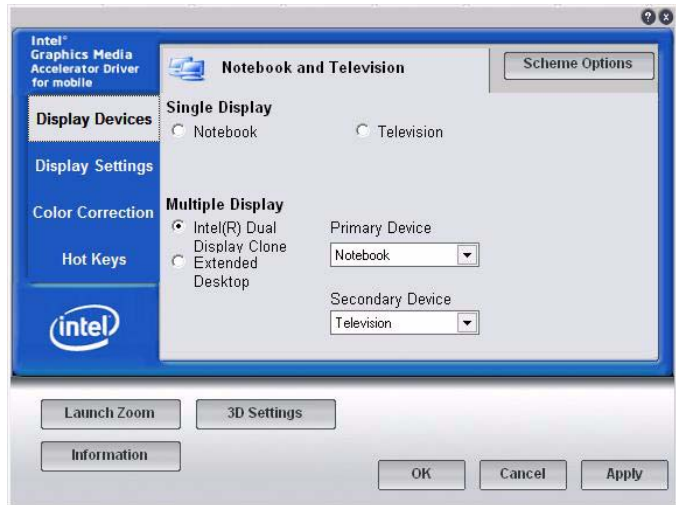 Intel®
Graphics Media
Accelerator Driver
for mobile
Notebook and Television
Scheme Options
Display Devices
Display Settings
Color Correction
Hot Keys
intel
Single Display
Notebook
Television
Multiple Display
Intel(R) Dual
Display Clone
Extended
Desktop
Primary Device
Notebook
Secondary Device
Television
Launch Zoom
3D Settings
Information
OK
Cancel
Apply